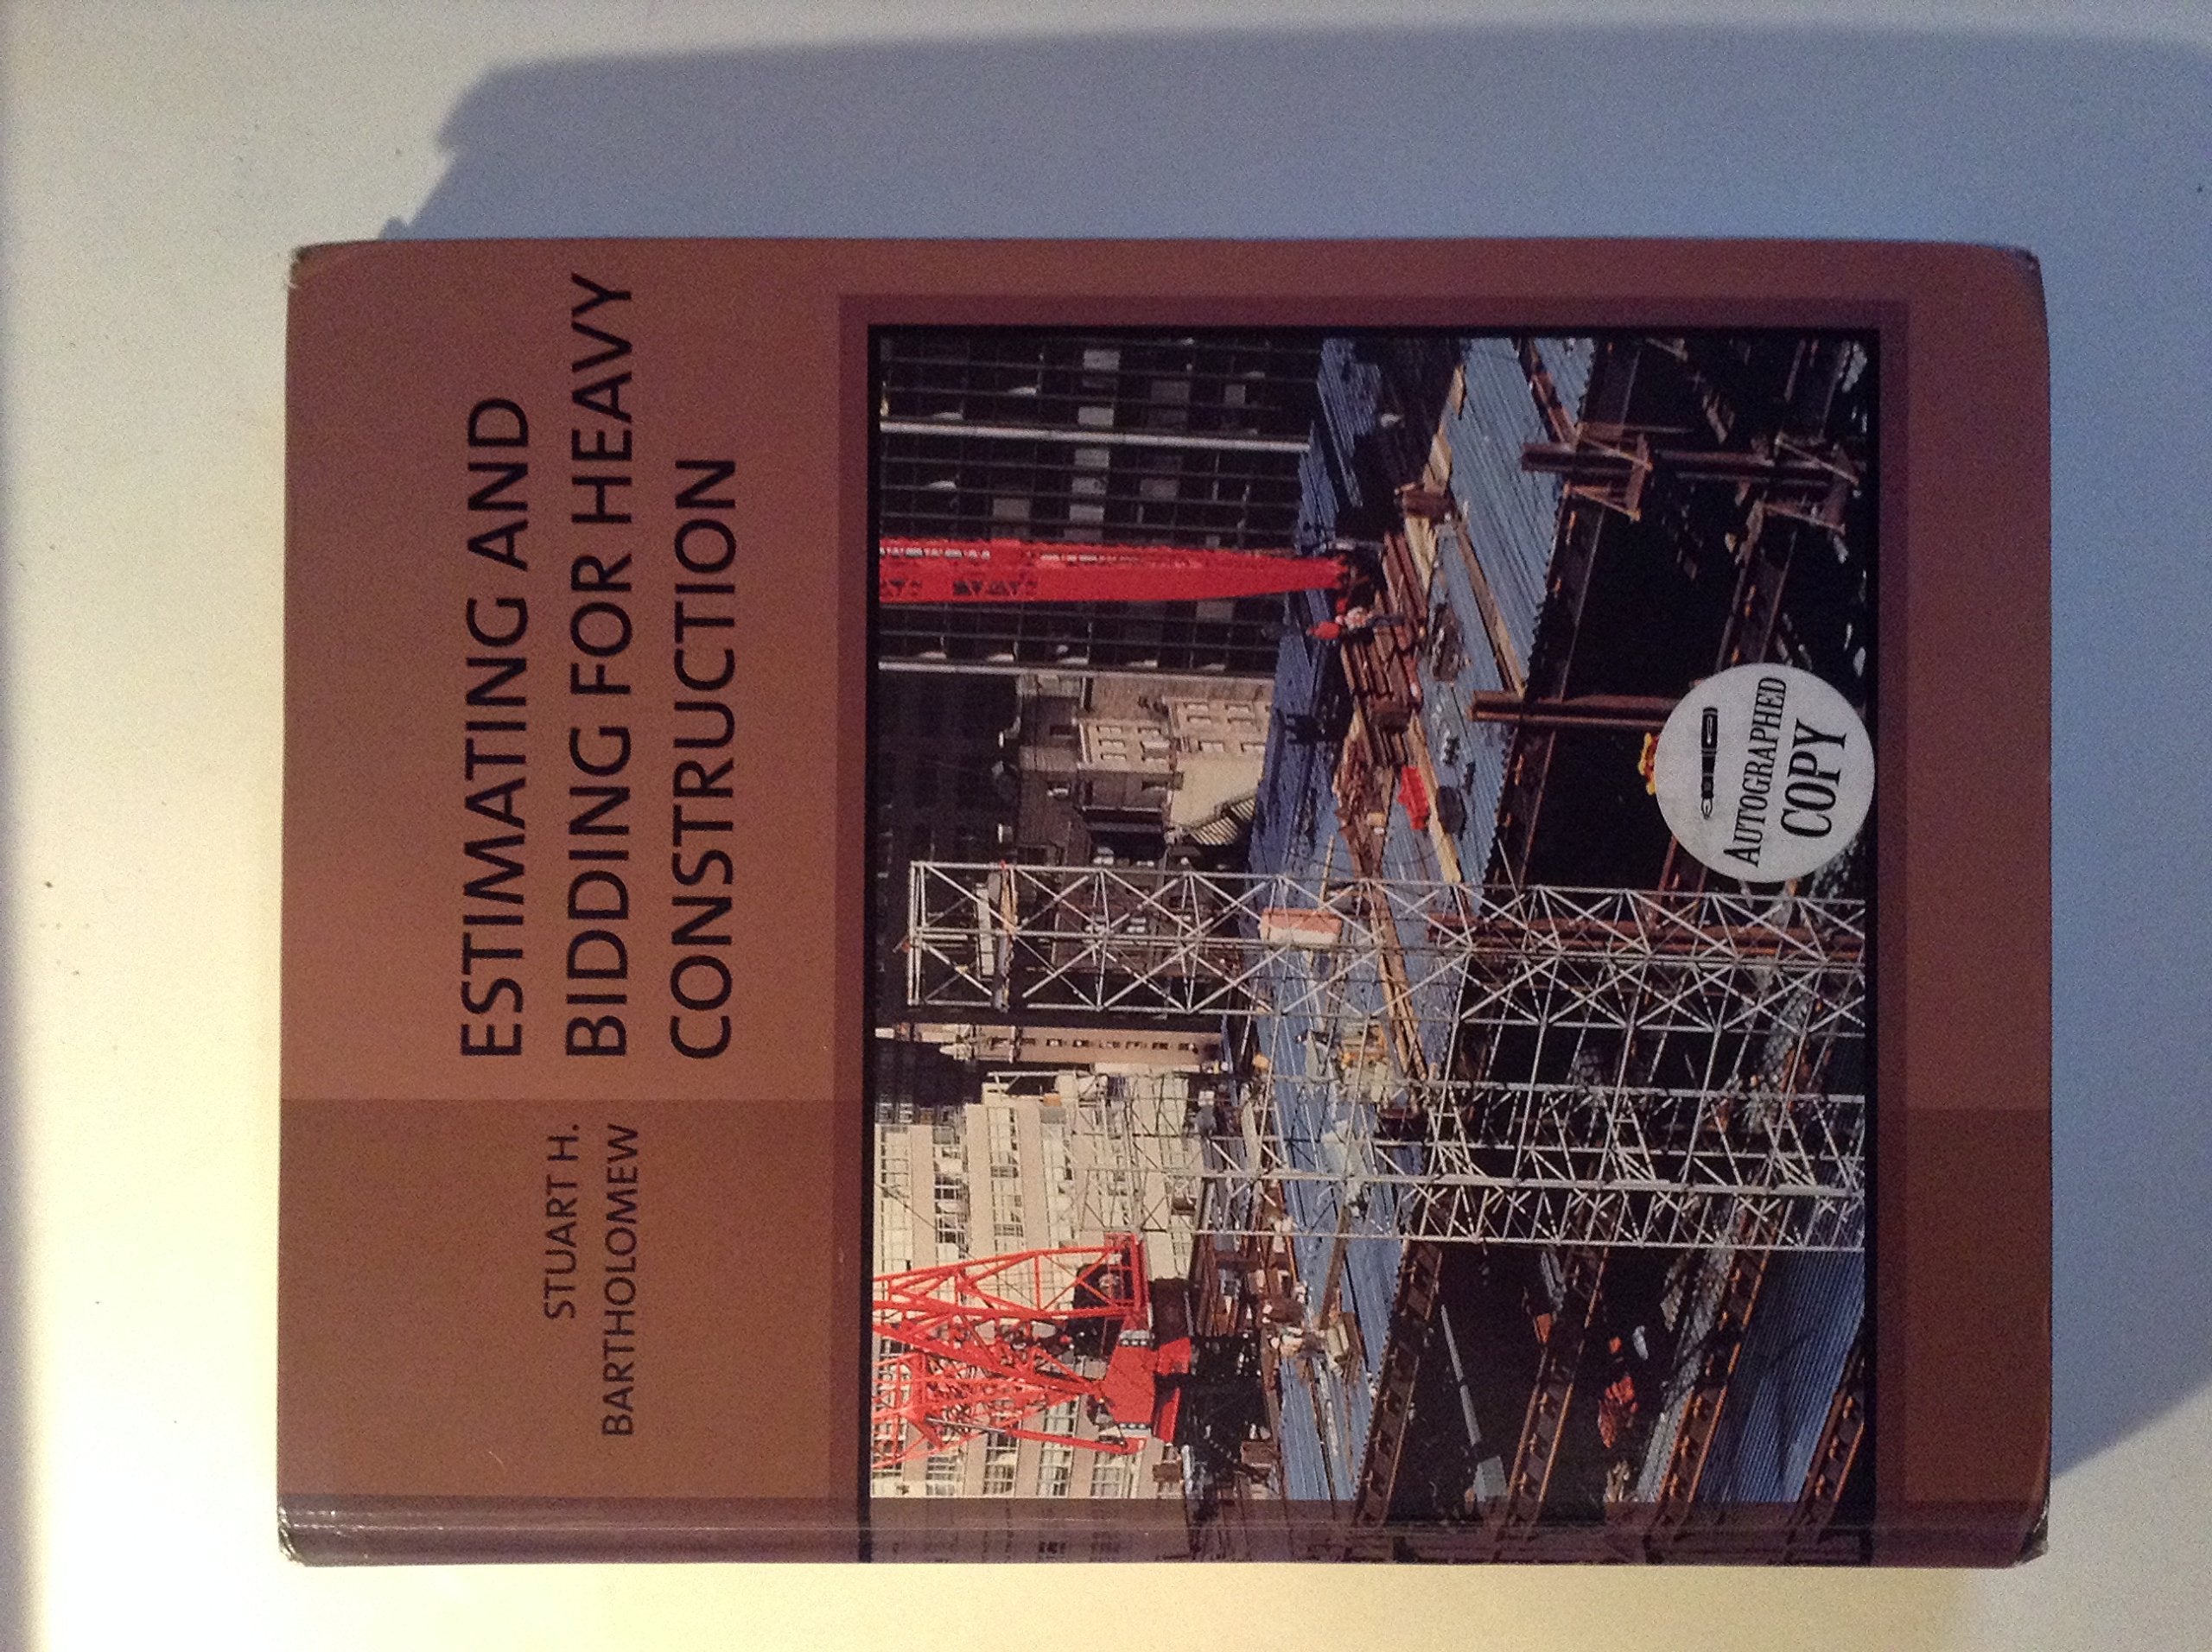 ESTIMATING AND
BIDDING FOR HEAVY
CONSTRUCTION
STUART H.
BARTHOLOMEW
AUTOGRAPHED
COPY